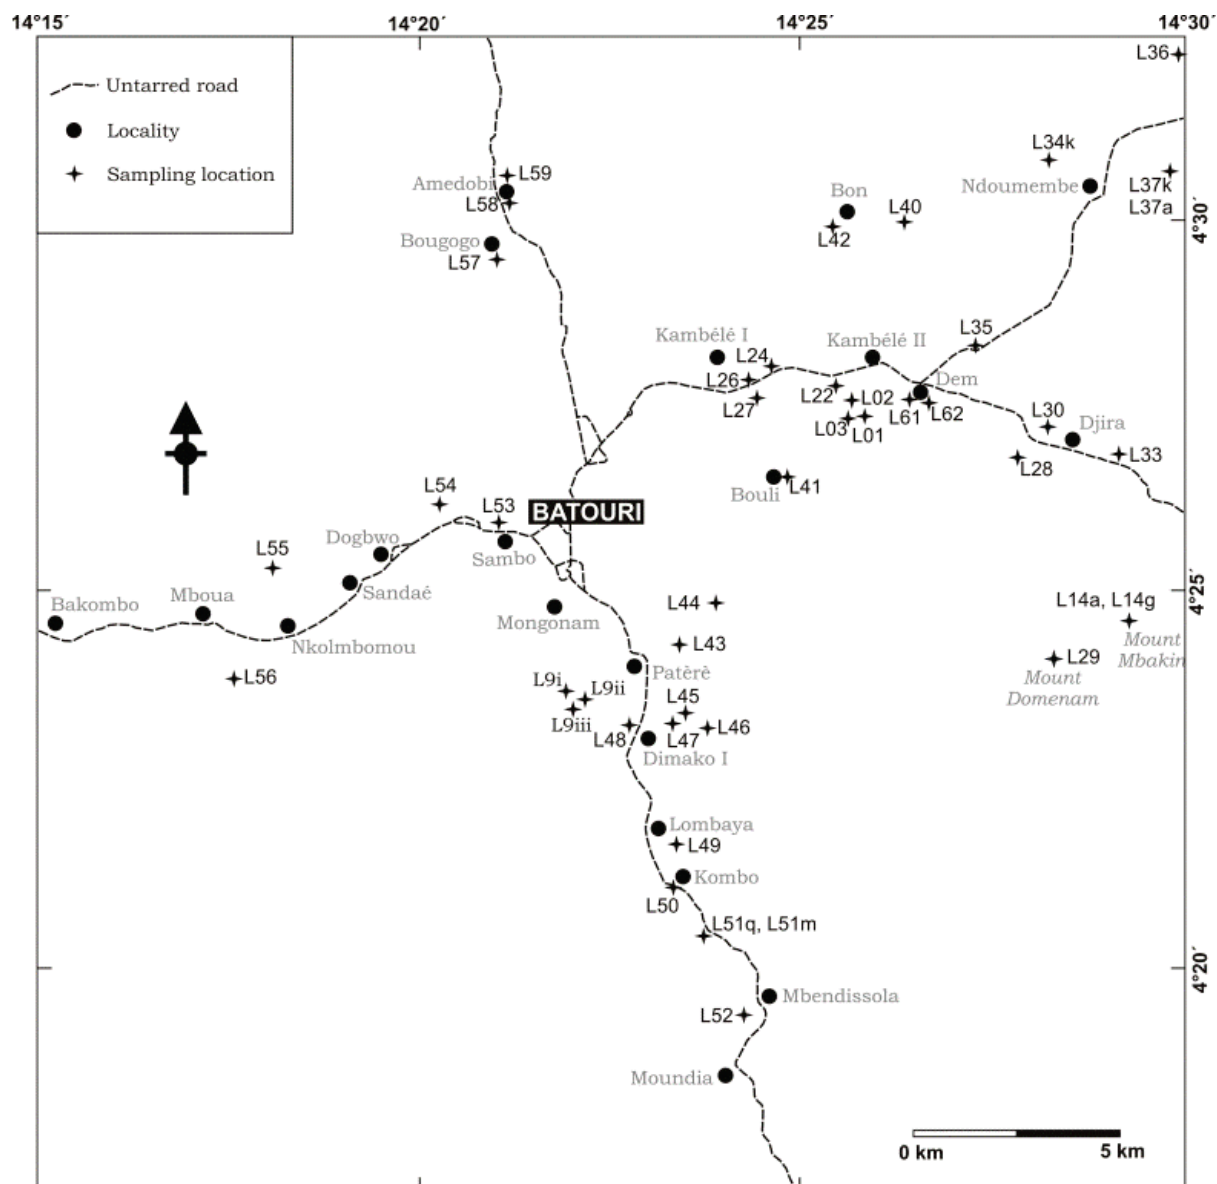 14°15´ 14°20´ 14°25´ 14°30´
Untarred road
Locality
Sampling location
L36
L34k
Ndoumembe
L37k
L37a
Amedobi
L59
L58
Bougogo
L57
Bon
L40
L42
4°30´
L35
Kambélé I
Kambélé II
L24
L26
L27
L22
L02
L03
L01
L61
L62
Dem
L30
Djira
L28
L33
Bouli
L41
L54
L53
BATOURI
Dogbwo
Sambo
L55
Sandaé
Mboua
Bakombo
Nkolmbomou
L56
4°25´
Mongonam
L44
L43
L14a, L14g
Mount
Mbakin
L29
Mount
Domenam
Patèrè
L9i
L9ii
L9iii
L45
L46
L47
L48
Dimako I
Lombaya
L49
Kombo
L50
L51q, L51m
4°20´
Mbendissola
L52
Moundia
0 km 5 km